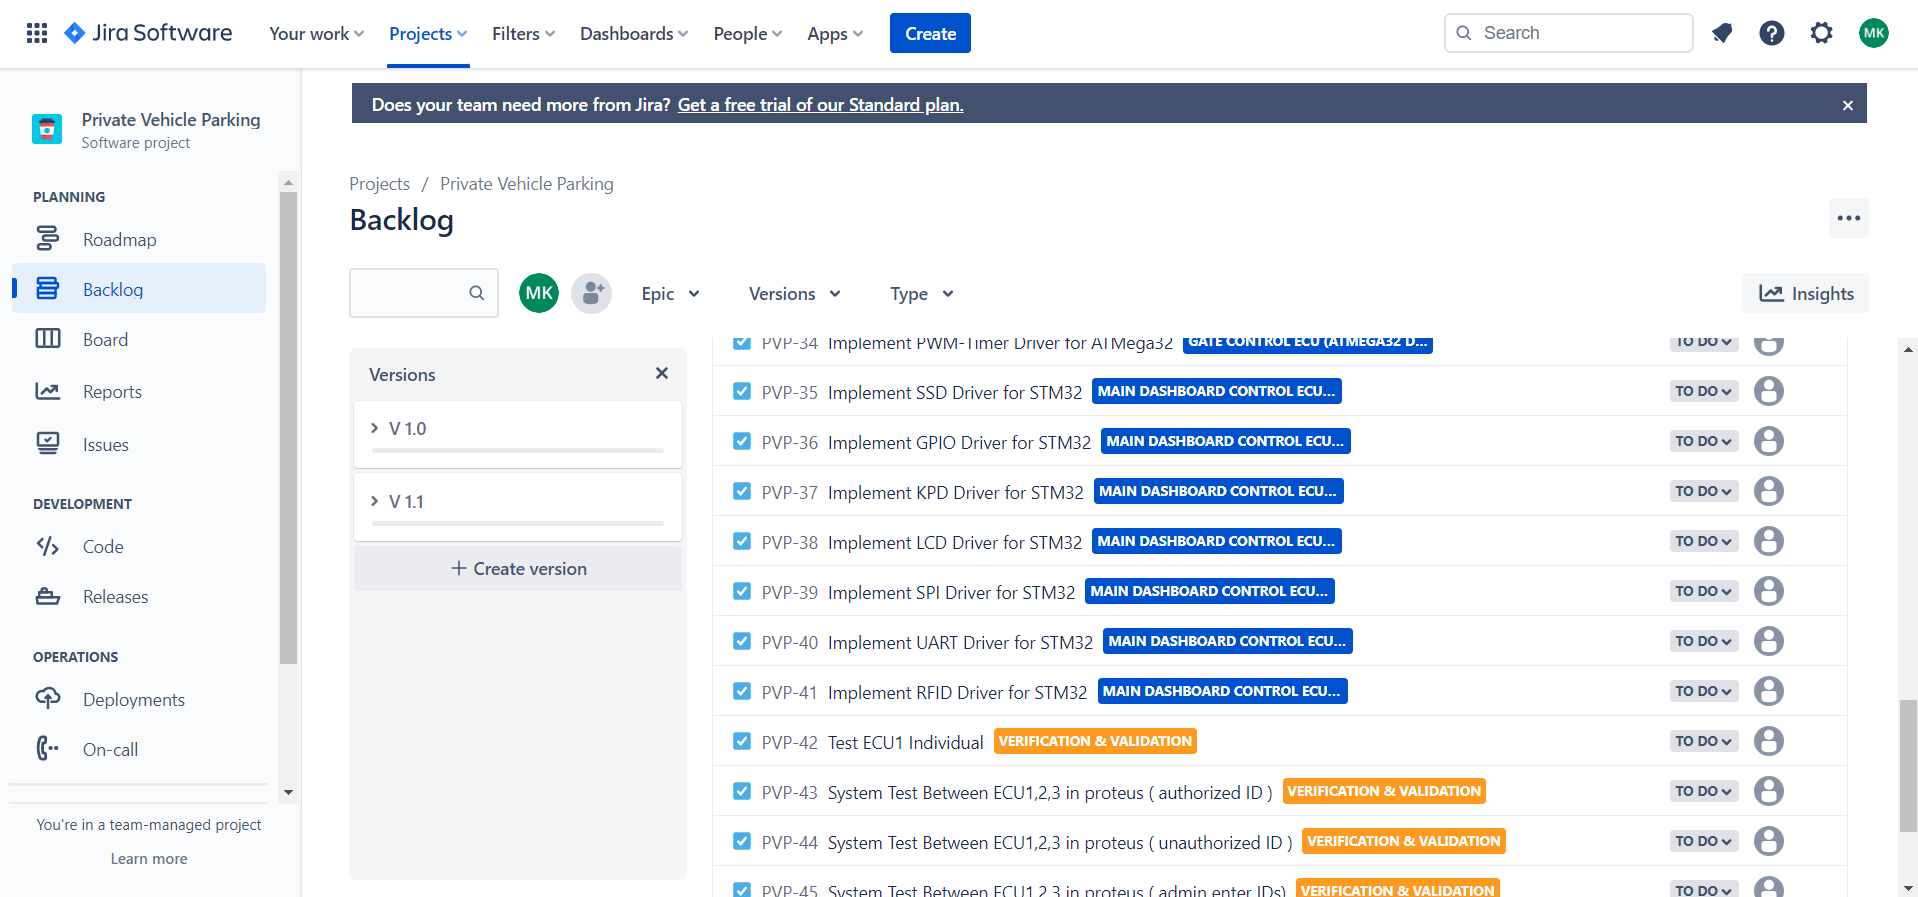 Jira Software
Your work
Projects
Filters
Dashboards
People
Apps
Create
Search
MK
Private Vehicle Parking
Software project
PLANNING
Roadmap
Backlog
Board
Reports
Issues
DEVELOPMENT
Code
Releases
OPERATIONS
Deployments
On-call
You're in a team-managed project
Learn more
Does your team need more from Jira? Get a free trial of our Standard plan.
Projects / Private Vehicle Parking
Backlog
MK
Epic
Versions
Type
Insights
Versions
V 1.0
V 1.1
+ Create version
PVP-34 Implement PWM-Timer Driver for ATMega32 GATE CONTROL ECU (ATMEGA32 D... TO DO
PVP-35 Implement SSD Driver for STM32 MAIN DASHBOARD CONTROL ECU... TO DO
PVP-36 Implement GPIO Driver for STM32 MAIN DASHBOARD CONTROL ECU... TO DO
PVP-37 Implement KPD Driver for STM32 MAIN DASHBOARD CONTROL ECU... TO DO
PVP-38 Implement LCD Driver for STM32 MAIN DASHBOARD CONTROL ECU... TO DO
PVP-39 Implement SPI Driver for STM32 MAIN DASHBOARD CONTROL ECU... TO DO
PVP-40 Implement UART Driver for STM32 MAIN DASHBOARD CONTROL ECU... TO DO
PVP-41 Implement RFID Driver for STM32 MAIN DASHBOARD CONTROL ECU... TO DO
PVP-42 Test ECU1 Individual VERIFICATION & VALIDATION TO DO
PVP-43 System Test Between ECU1,2,3 in proteus ( authorized ID ) VERIFICATION & VALIDATION TO DO
PVP-44 System Test Between ECU1,2,3 in proteus ( unauthorized ID ) VERIFICATION & VALIDATION TO DO
PVP-45 System Test Between ECU1,2,3 in proteus ( admin enter IDs) VERIFICATION & VALIDATION TO DO